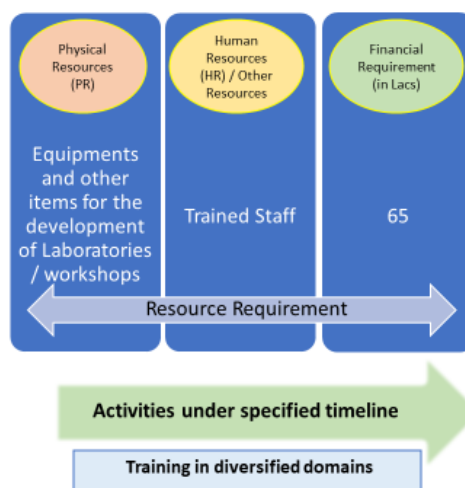 Physical
Resources
(PR)
Human
Resources
(HR) / Other
Resources
Financial
Requirement
(in Lacs)
Equipments
and other
items for the
development
of Laboratories
/ workshops
Trained Staff
65
Resource Requirement
Activities under specified timeline
Training in diversified domains